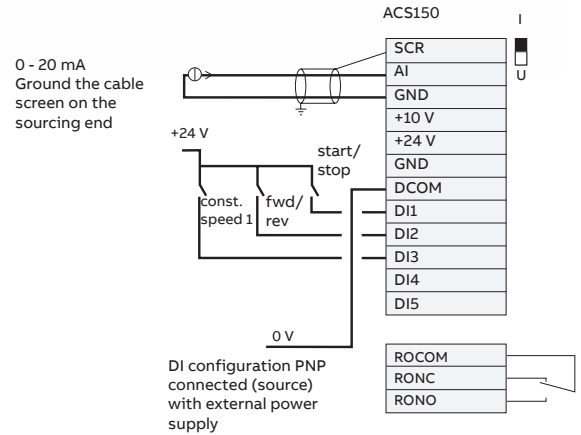 ACS150
I
U
0 - 20 mA
Ground the cable
screen on the
sourcing end
SCR
AI
GND
+10 V
+24 V
GND
DCOM
DI1
DI2
DI3
DI4
DI5
+24 V
start/
stop
const.
speed 1
fwd/
rev
0 V
DI configuration PNP
connected (source)
with external power
supply
ROCOM
RONC
RONO